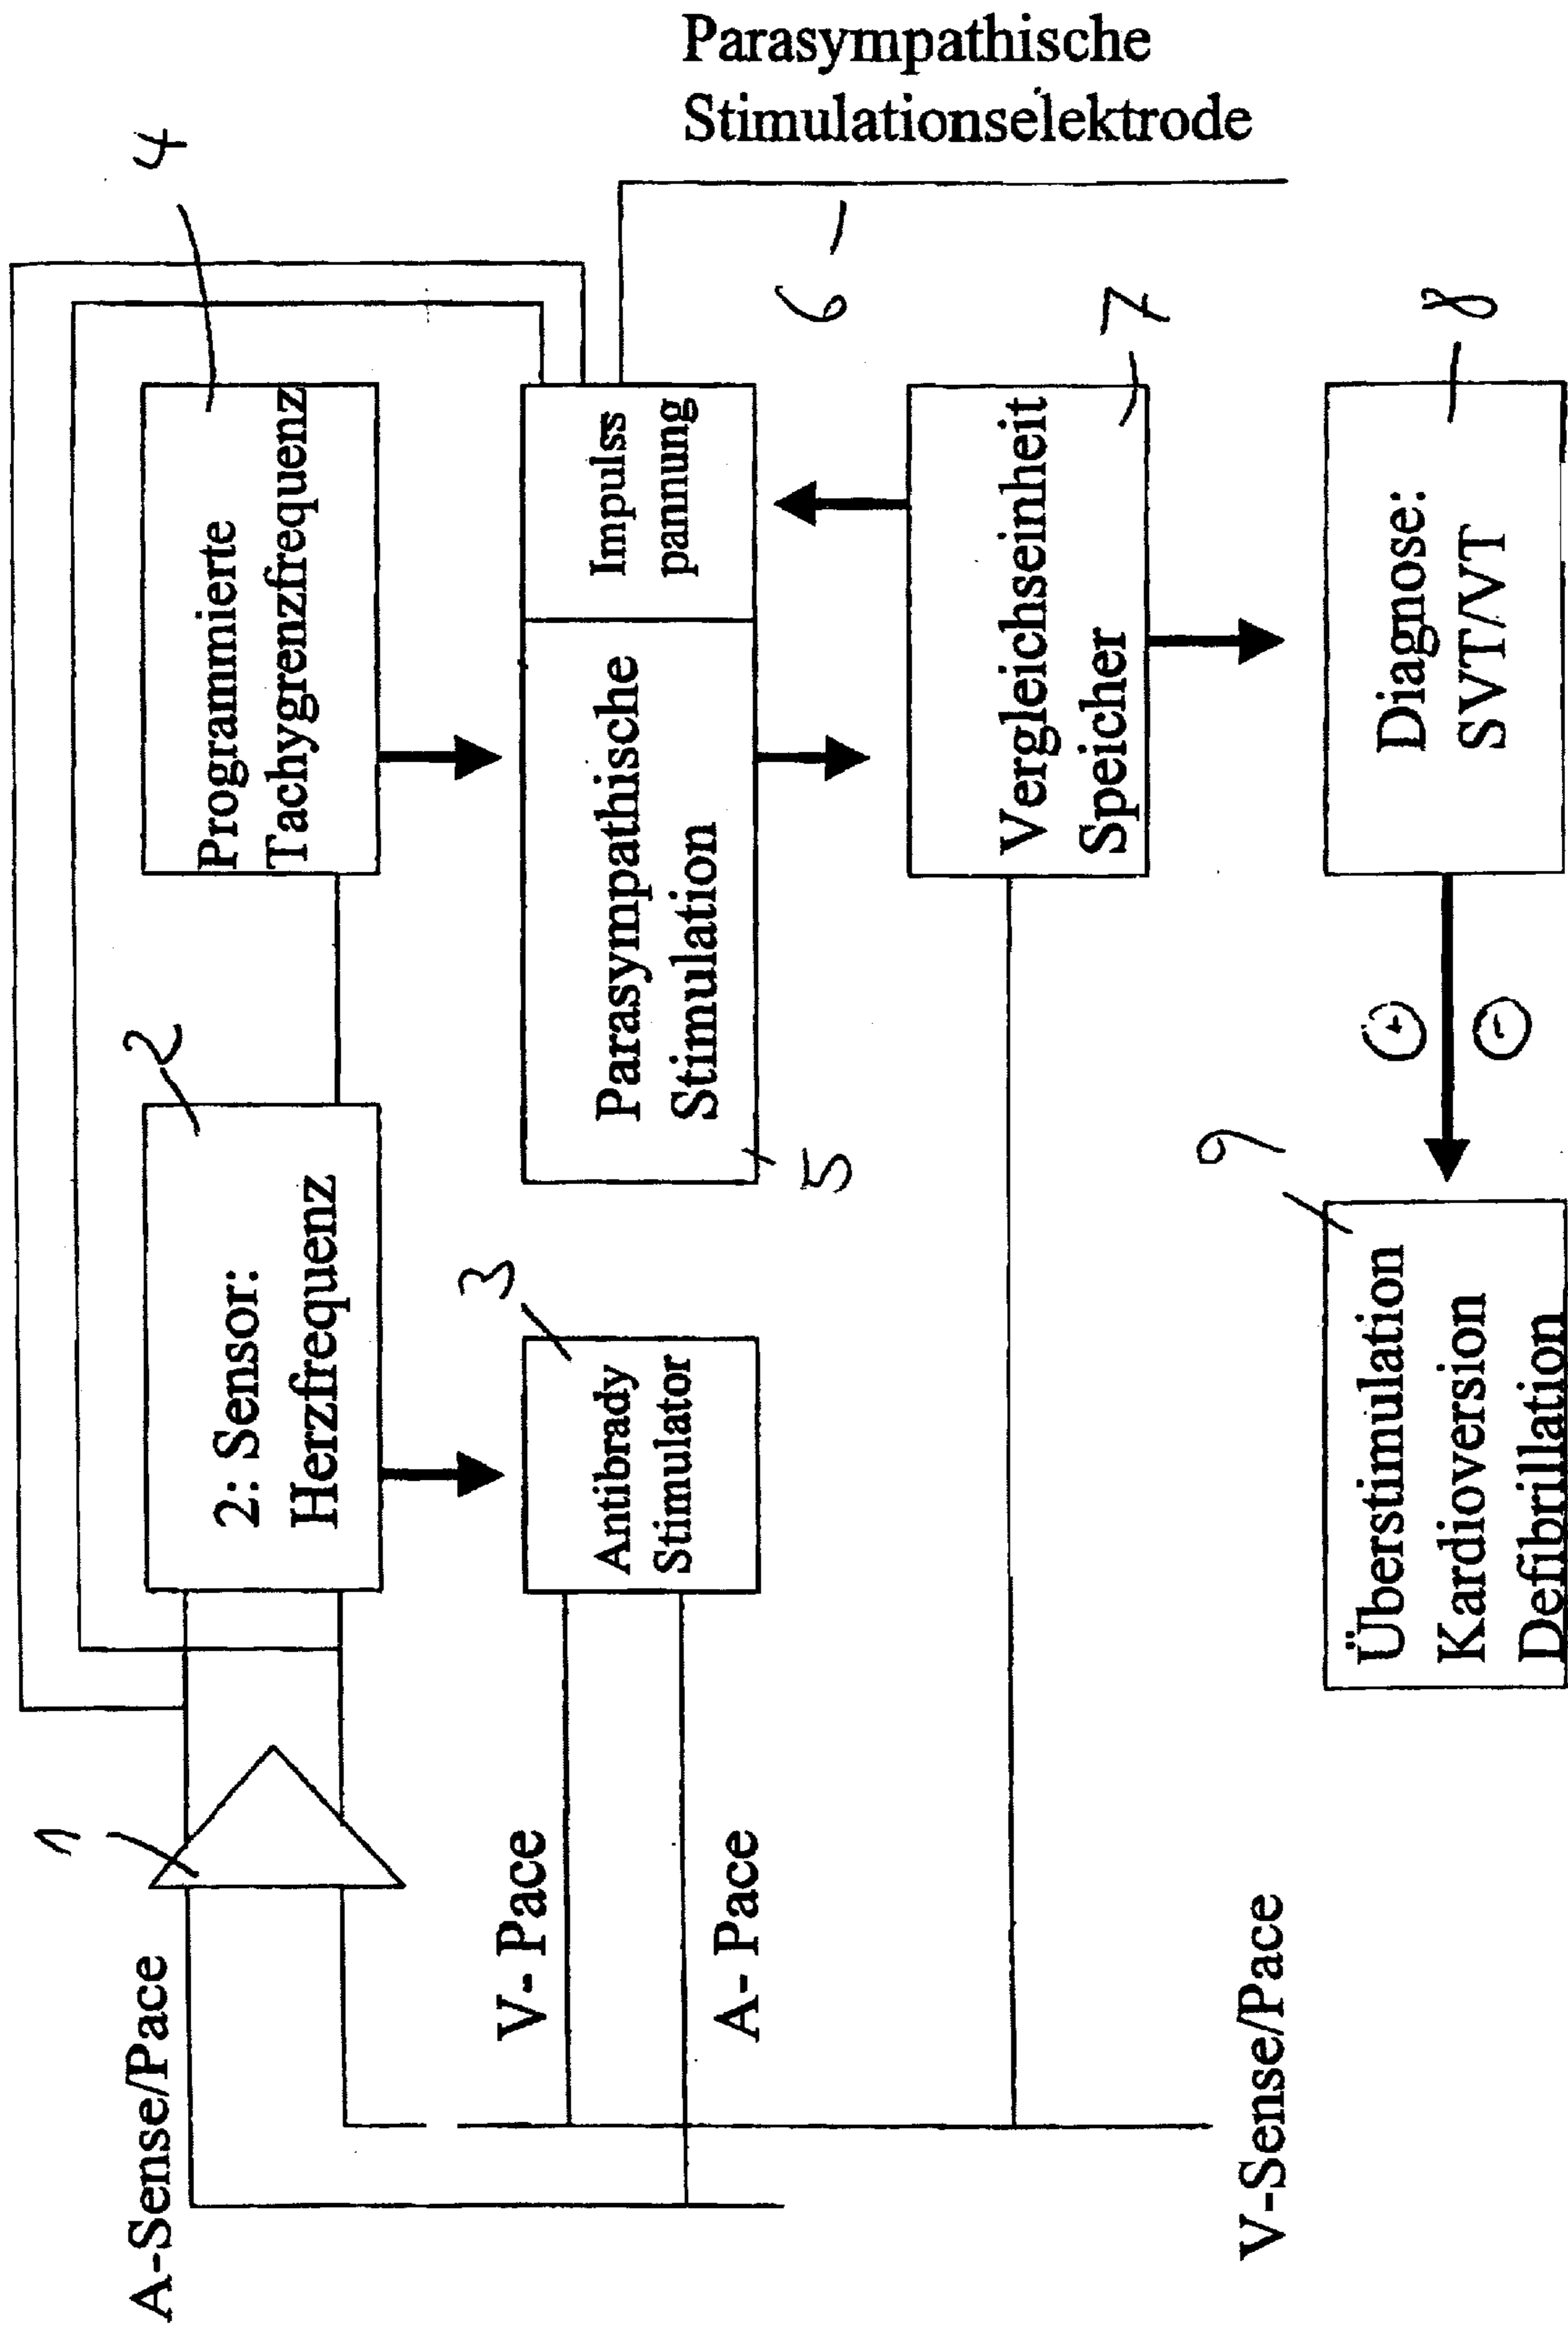 Parasympathische
Stimulationselektrode
4
2
1
A-Sense/Pace
2: Sensor:
Herzfrequenz
Programmierte
Tachygrenzfrequenz
3
Antibrady
Stimulator
V- Pace
A- Pace
5
Parasympathische
Stimulation
Impulss
pannung
6
7
Vergleichseinheit
Speicher
V-Sense/Pace
8
Diagnose:
SVT/VT
+
-
9
Überstimulation
Kardioversion
Defibrillation